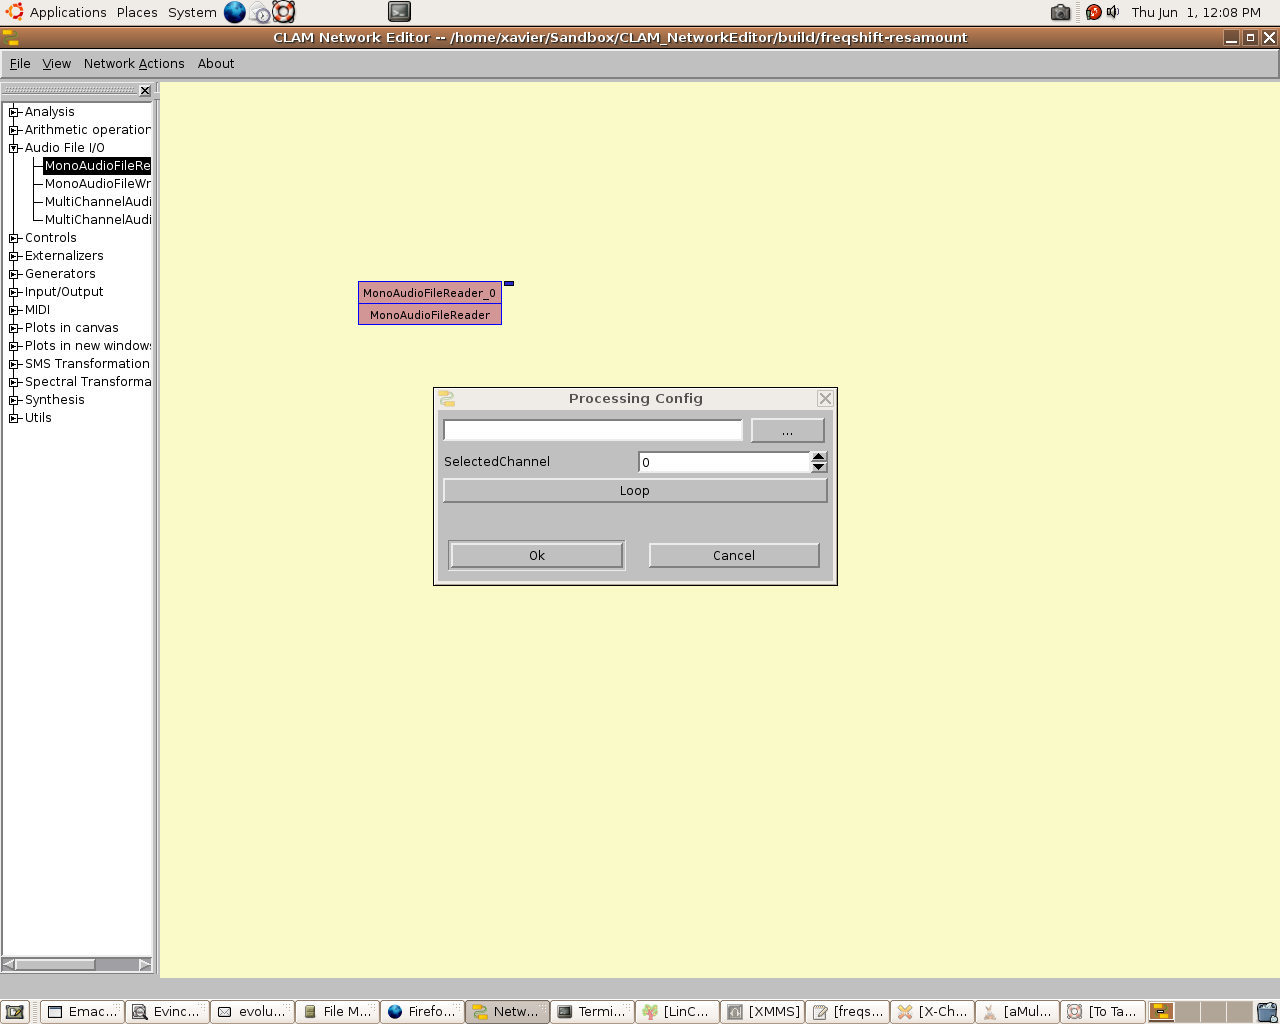 Applications Places System Thu Jun 1, 12:08 PM
CLAM Network Editor -- /home/xavier/Sandbox/CLAM_NetworkEditor/build/freqshift-resamount
File View Network Actions About
Analysis
Arithmetic operation
Audio File I/O
MonoAudioFileRe
MonoAudioFileWr
MultiChannelAudi
MultiChannelAudi
Controls
Externalizers
Generators
Input/Output
MIDI
Plots in canvas
Plots in new window
SMS Transformation
Spectral Transforma
Synthesis
Utils
MonoAudioFileReader_0
MonoAudioFileReader
Processing Config
...
SelectedChannel 0
Loop
Ok Cancel
Emac... Evinc... evolu... File M... Firefo... Netw... Termi... [LinC... [XMMS] [freqs... [X-Ch... [aMul... [To Ta...